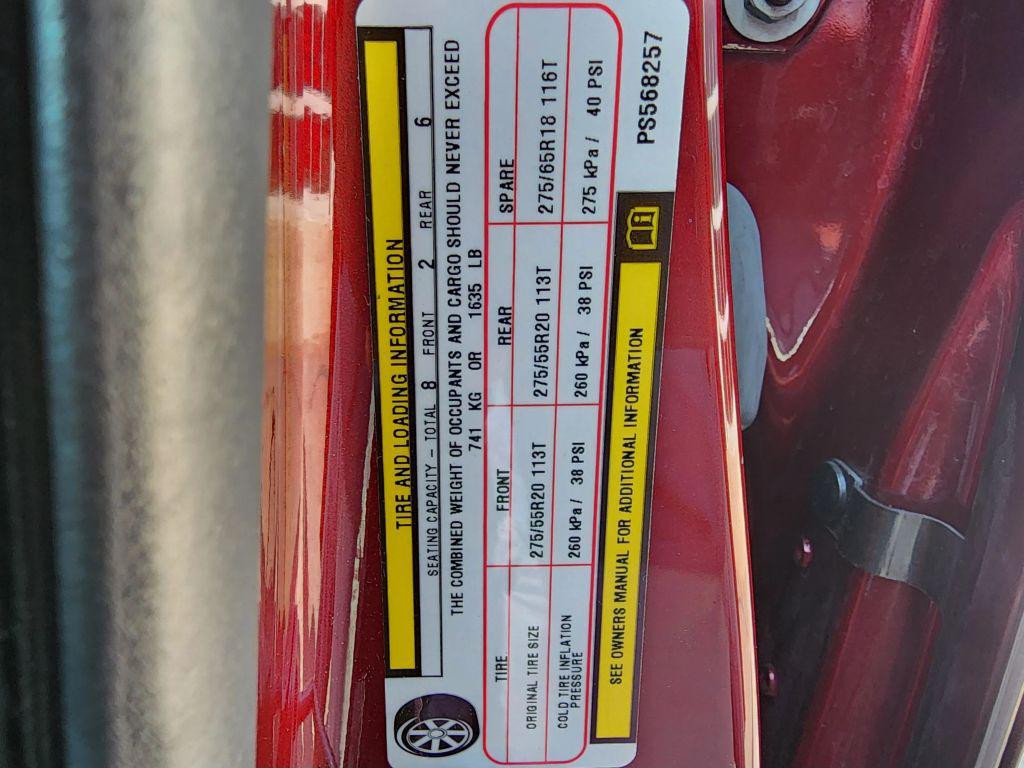 TIRE AND LOADING INFORMATION
SEATING CAPACITY - TOTAL 8 FRONT 2 REAR 6
THE COMBINED WEIGHT OF OCCUPANTS AND CARGO SHOULD NEVER EXCEED
741 KG OR 1635 LB
TIRE FRONT REAR SPARE
ORIGINAL TIRE SIZE 275/55R20 113T 275/55R20 113T 275/65R18 116T
COLD TIRE INFLATION PRESSURE 260 kPa / 38 PSI 260 kPa / 38 PSI 275 kPa / 40 PSI
SEE OWNERS MANUAL FOR ADDITIONAL INFORMATION
PS568257